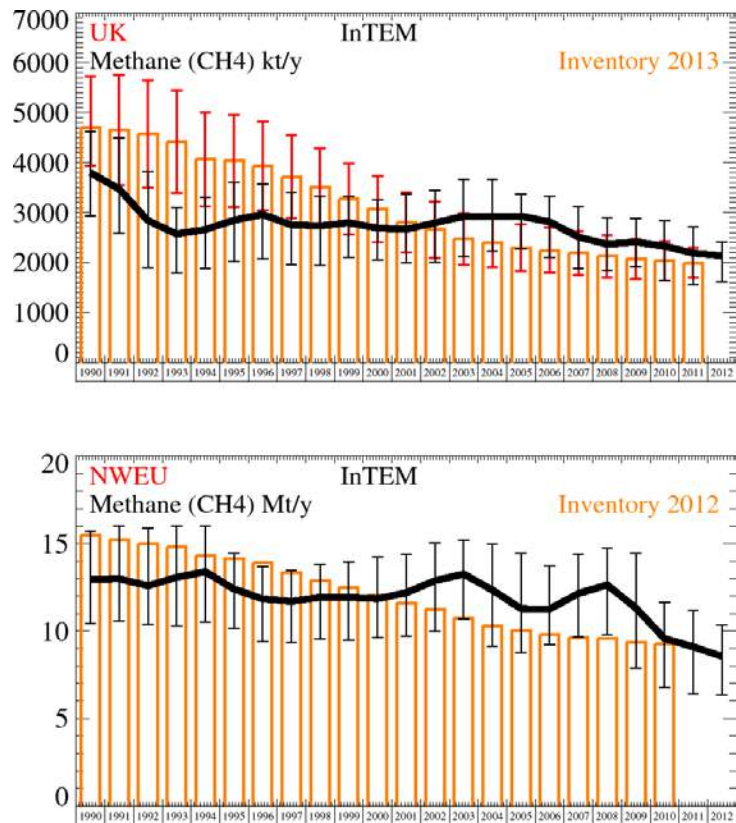 7000
6000
5000
4000
3000
2000
1000
0
UK
InTEM
Methane (CH4) kt/y
Inventory 2013
1990 1991 1992 1993 1994 1995 1996 1997 1998 1999 2000 2001 2002 2003 2004 2005 2006 2007 2008 2009 2010 2011 2012
20
15
10
5
0
NWEU
InTEM
Methane (CH4) Mt/y
Inventory 2012
1990 1991 1992 1993 1994 1995 1996 1997 1998 1999 2000 2001 2002 2003 2004 2005 2006 2007 2008 2009 2010 2011 2012